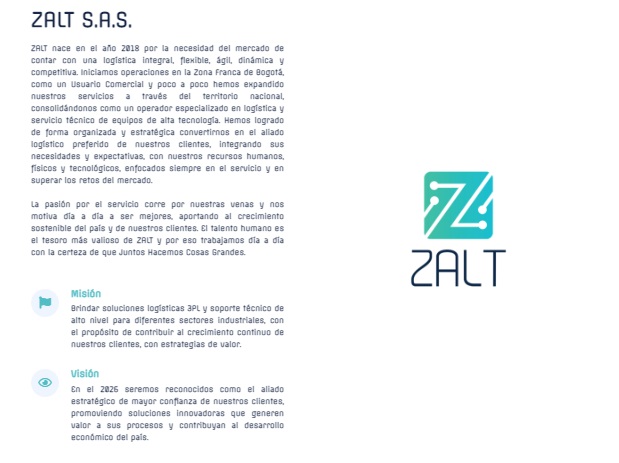 ZALT S.A.S.
ZALT nace en el año 2018 por la necesidad del mercado de
contar con una logística integral, flexible, ágil, dinámica y
competitiva. Iniciamos operaciones en la Zona Franca de Bogotá,
como un Usuario Comercial y poco a poco hemos expandido
nuestros servicios a través del territorio nacional,
consolidándonos como un operador especializado en logística y
servicio técnico de equipos de alta tecnología. Hemos logrado
de forma organizada y estratégica convertirnos en el aliado
logístico preferido de nuestros clientes, integrando sus
necesidades y expectativas, con nuestros recursos humanos,
físicos y tecnológicos, enfocados siempre en el servicio y en
superar los retos del mercado.
La pasión por el servicio corre por nuestras venas y nos
motiva día a día a ser mejores, aportando al crecimiento
sostenible del país y de nuestros clientes. El talento humano es
el tesoro más valioso de ZALT y por eso trabajamos día a día
con la certeza de que Juntos Hacemos Cosas Grandes.
Misión
Brindar soluciones logísticas 3PL y soporte técnico de
alto nivel para diferentes sectores industriales, con
el propósito de contribuir al crecimiento continuo de
nuestros clientes, con estrategias de valor.
Visión
En el 2026 seremos reconocidos como el aliado
estratégico de mayor confianza de nuestros clientes,
promoviendo soluciones innovadoras que generen
valor a sus procesos y contribuyan al desarrollo
económico del país.
ZALT